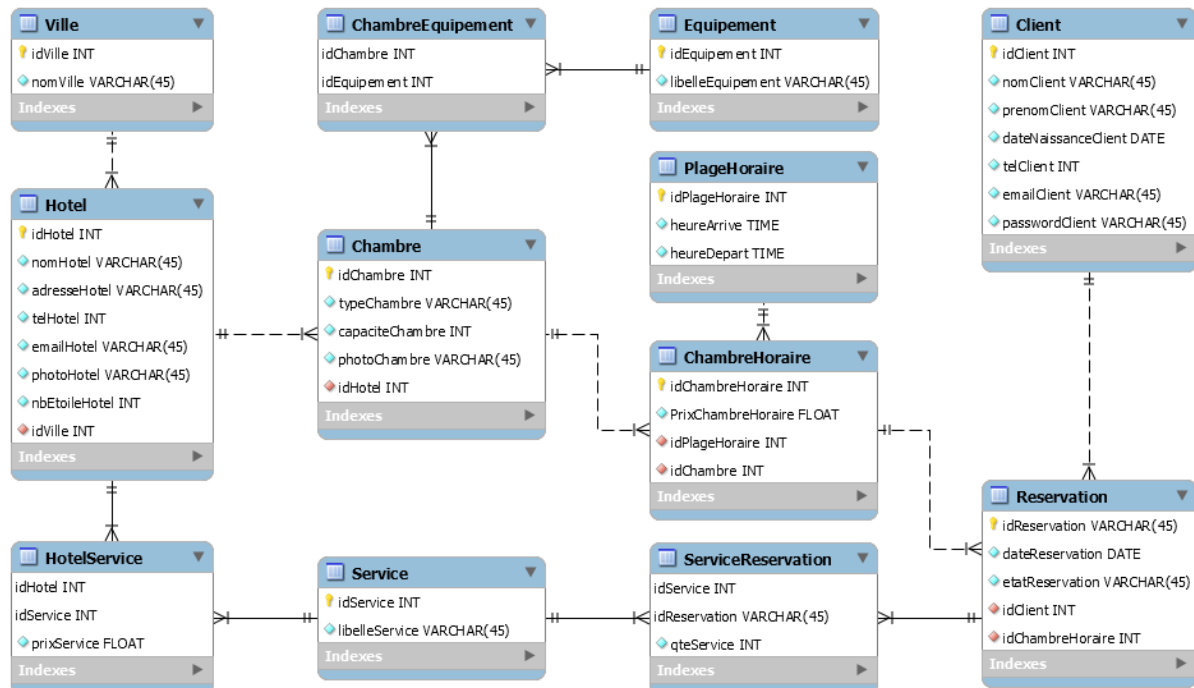 Ville
idVille INT
nomVille VARCHAR(45)
Indexes
ChambreEquipement
idChambre INT
idEquipement INT
Indexes
Equipement
idEquipement INT
libelleEquipement VARCHAR(45)
Indexes
Client
idClient INT
nomClient VARCHAR(45)
prenomClient VARCHAR(45)
dateNaissanceClient DATE
telClient INT
emailClient VARCHAR(45)
passwordClient VARCHAR(45)
Indexes
PlageHoraire
idPlageHoraire INT
heureArrive TIME
heureDepart TIME
Indexes
Hotel
idHotel INT
nomHotel VARCHAR(45)
adresseHotel VARCHAR(45)
telHotel INT
emailHotel VARCHAR(45)
photoHotel VARCHAR(45)
nbEtoileHotel INT
idVille INT
Indexes
Chambre
idChambre INT
typeChambre VARCHAR(45)
capaciteChambre INT
photoChambre VARCHAR(45)
idHotel INT
Indexes
ChambreHoraire
idChambreHoraire INT
PrixChambreHoraire FLOAT
idPlageHoraire INT
idChambre INT
Indexes
Reservation
idReservation VARCHAR(45)
dateReservation DATE
etatReservation VARCHAR(45)
idClient INT
idChambreHoraire INT
Indexes
HotelService
idHotel INT
idService INT
prixService FLOAT
Indexes
Service
idService INT
libelleService VARCHAR(45)
Indexes
ServiceReservation
idService INT
idReservation VARCHAR(45)
qteService INT
Indexes